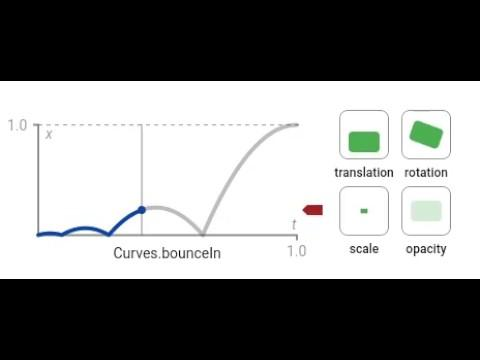 1.0
x
t
1.0
Curves.bounceIn
translation rotation
scale opacity